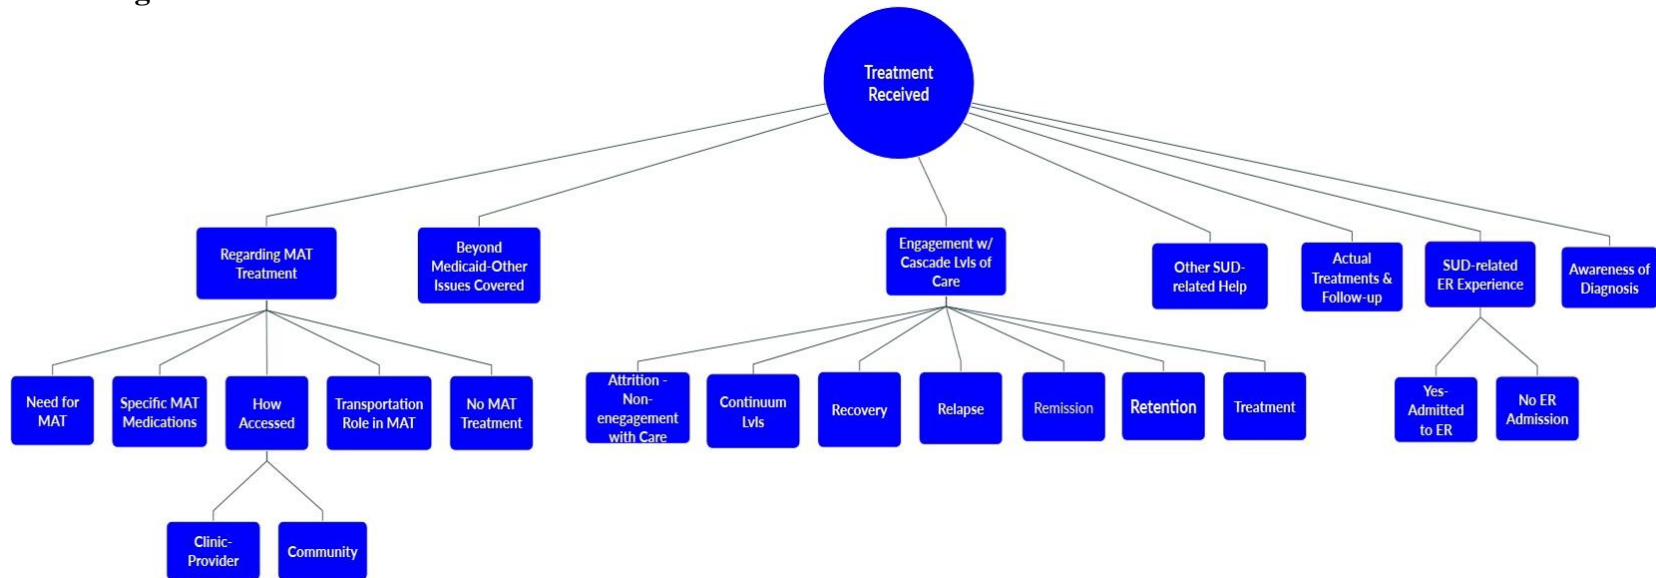 Treatment
Received
Regarding MAT
Treatment
Beyond
Medicaid-Other
Issues Covered
Engagement w/
Cascade Lvls of
Care
Other SUD-
related Help
Actual
Treatments &
Follow-up
SUD-related
ER Experience
Awareness of
Diagnosis
Need for
MAT
Specific MAT
Medications
How
Accessed
Transportation
Role in MAT
No MAT
Treatment
Attrition -
Non-
enegagement
with Care
Continuum
Lvls
Recovery
Relapse
Remission
Retention
Treatment
Yes-
Admitted
to ER
No ER
Admission
Clinic-
Provider
Community